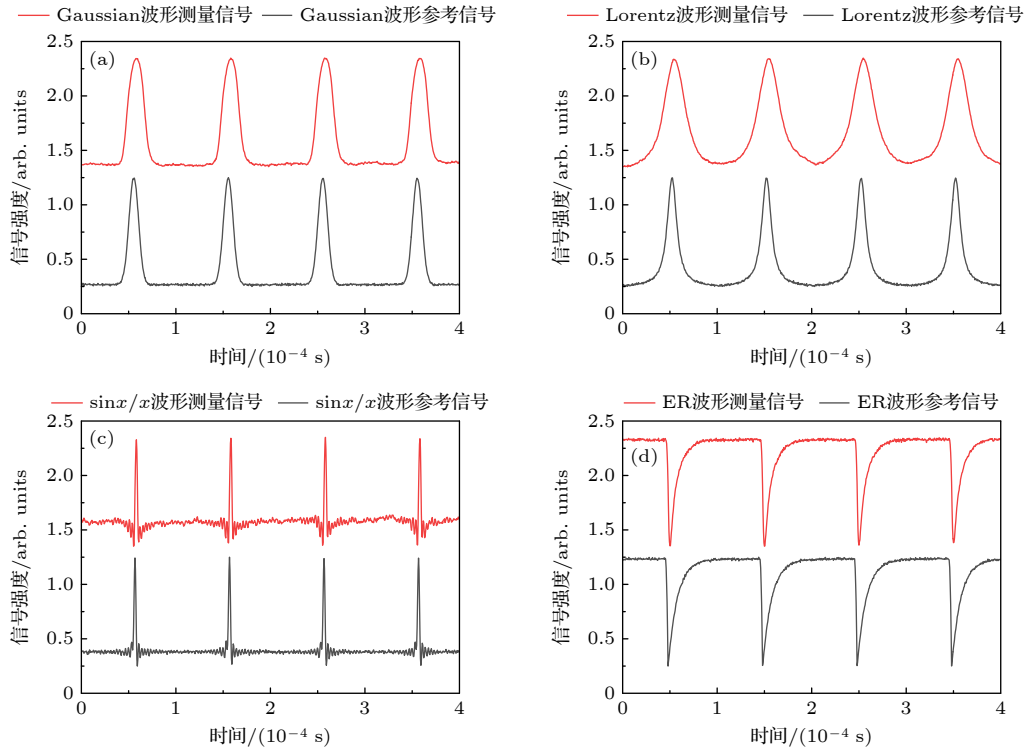 Gaussian波形测量信号 Gaussian波形参考信号
(a)
2.5
2.0
1.5
1.0
0.5
0
信号强度/arb. units
0 1 2 3 4
时间/(10⁻⁴ s)
Lorentz波形测量信号 Lorentz波形参考信号
(b)
2.5
2.0
1.5
1.0
0.5
0
信号强度/arb. units
0 1 2 3 4
时间/(10⁻⁴ s)
sinx/x波形测量信号 sinx/x波形参考信号
(c)
2.5
2.0
1.5
1.0
0.5
0
信号强度/arb. units
0 1 2 3 4
时间/(10⁻⁴ s)
ER波形测量信号 ER波形参考信号
(d)
2.5
2.0
1.5
1.0
0.5
0
信号强度/arb. units
0 1 2 3 4
时间/(10⁻⁴ s)